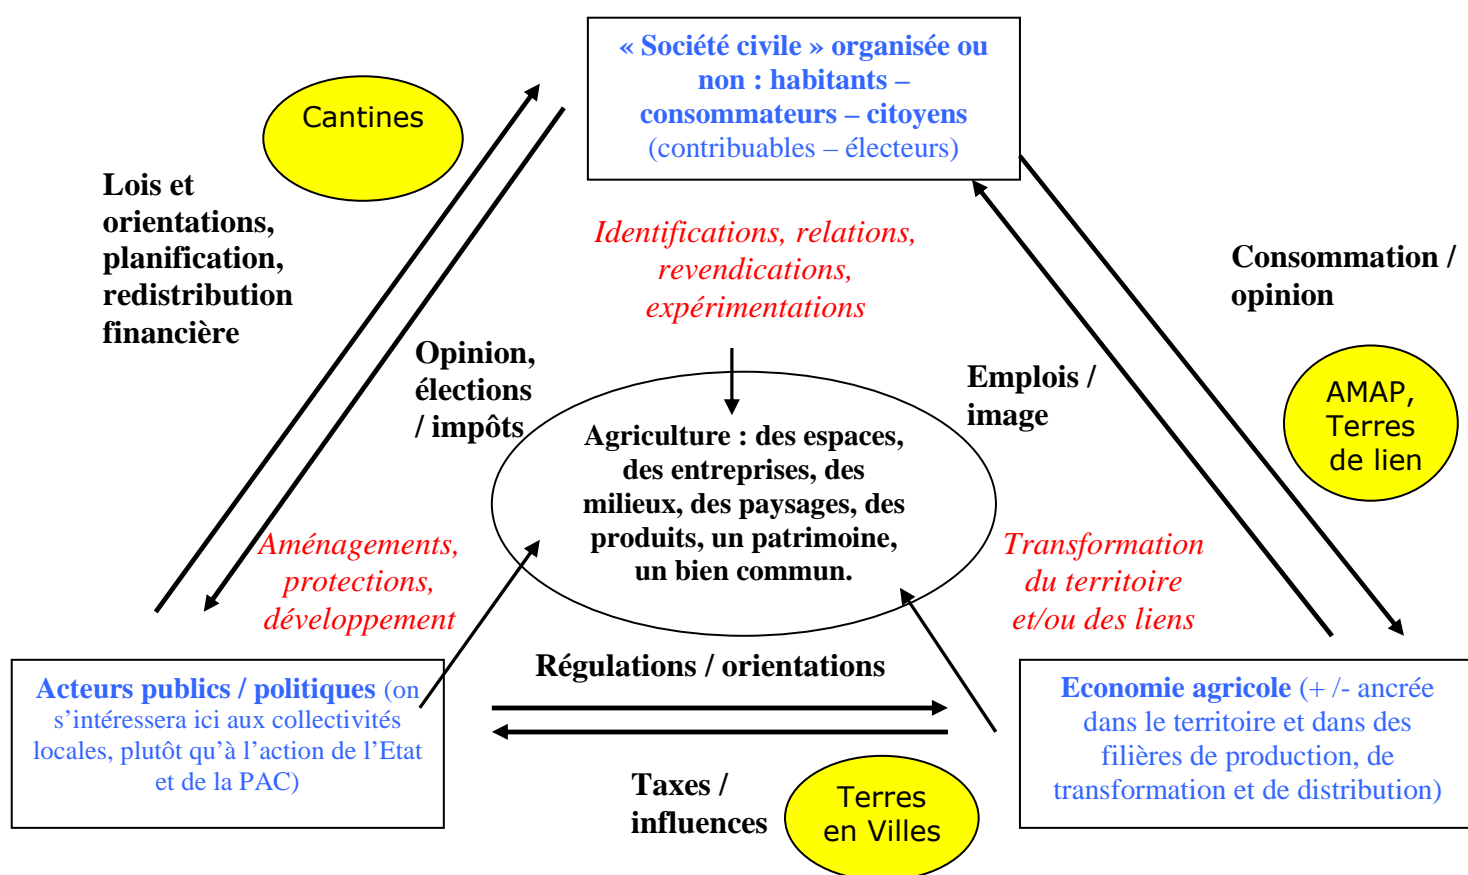 « Société civile » organisée ou
non : habitants –
consommateurs – citoyens
(contribuables – électeurs)
Cantines
Lois et
orientations,
planification,
redistribution
financière
Identifications, relations,
revendications,
expérimentations
Consommation /
opinion
Opinion,
élections
/ impôts
Emplois /
image
AMAP,
Terres
de lien
Agriculture : des espaces,
des entreprises, des
milieux, des paysages, des
produits, un patrimoine,
un bien commun.
Aménagements,
protections,
développement
Transformation
du territoire
et/ou des liens
Régulations / orientations
Acteurs publics / politiques (on
s’intéressera ici aux collectivités
locales, plutôt qu’à l’action de l’Etat
et de la PAC)
Economie agricole (+ /- ancrée
dans le territoire et dans des
filières de production, de
transformation et de distribution)
Taxes /
influences
Terres
en Villes